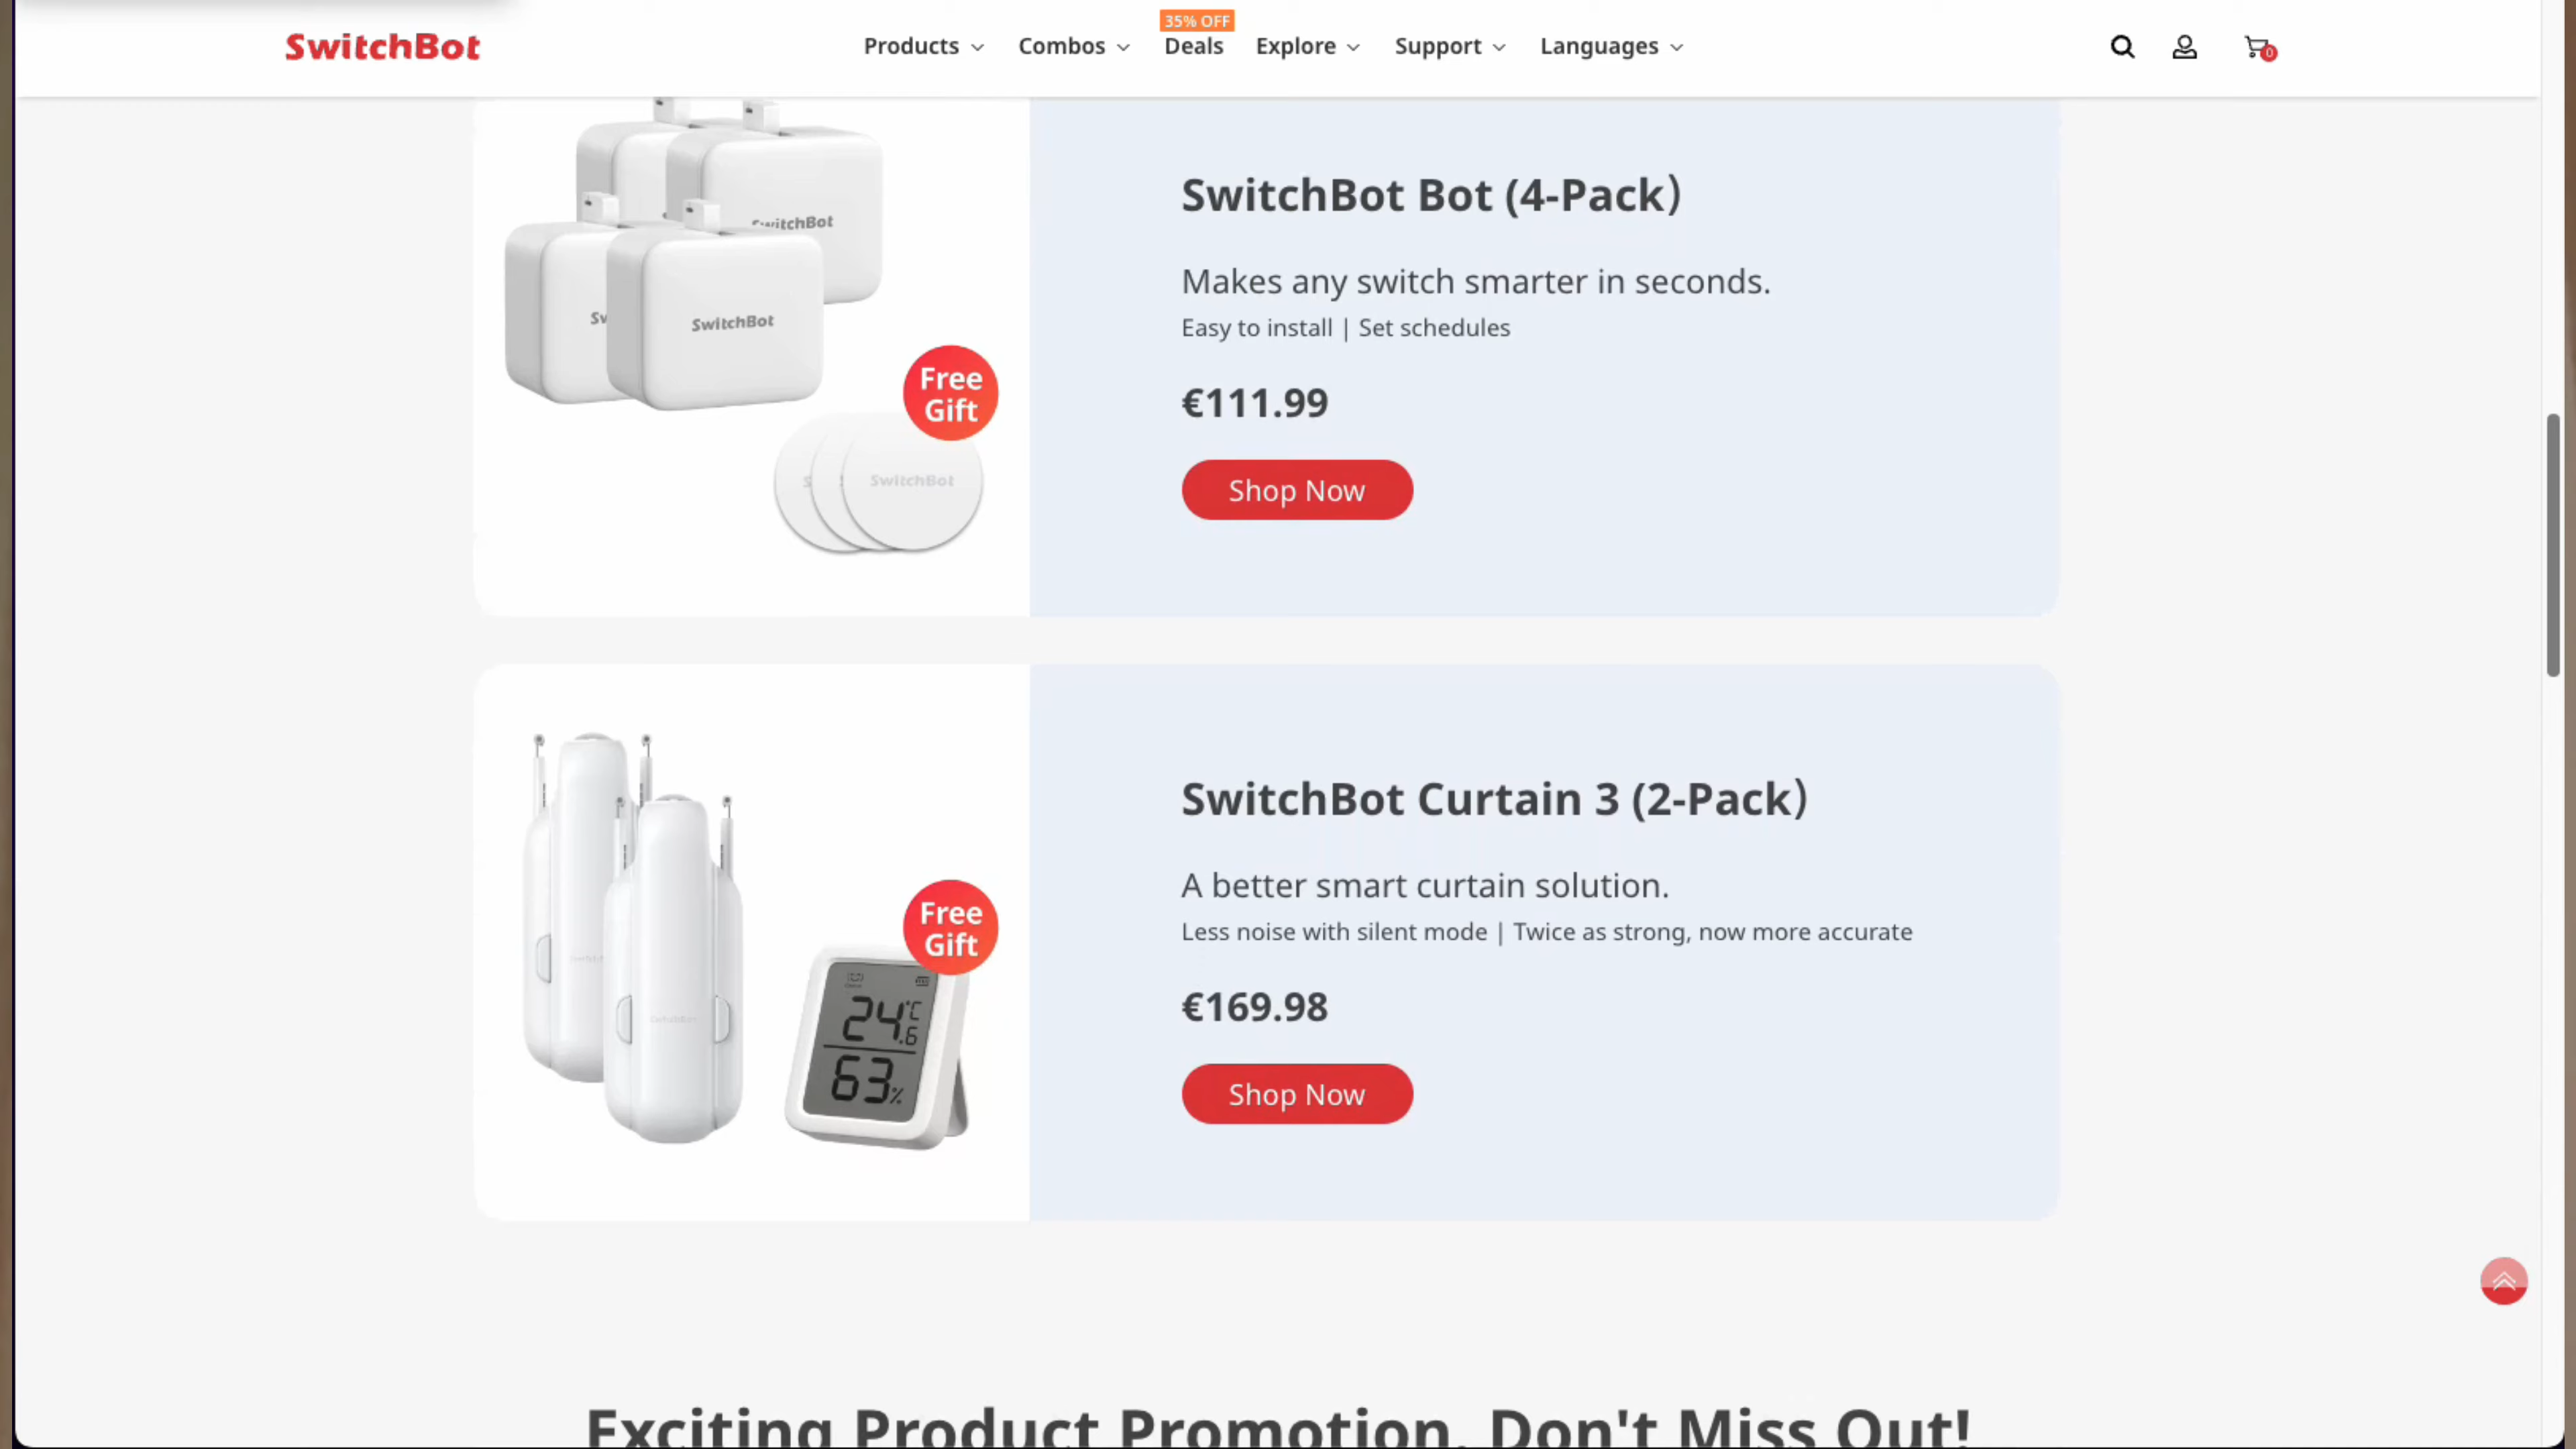 35% OFF
SwitchBot
Products
Combos
Deals
Explore
Support
Languages
0
SwitchBot Bot (4-Pack)
Makes any switch smarter in seconds.
Easy to install | Set schedules
€111.99
Shop Now
SwitchBot
SwitchBot
Free
Gift
SwitchBot
SwitchBot Curtain 3 (2-Pack)
A better smart curtain solution.
Less noise with silent mode | Twice as strong, now more accurate
€169.98
Shop Now
Free
Gift
24.6°C
63%
Exciting Product Promotion, Don't Miss Out!